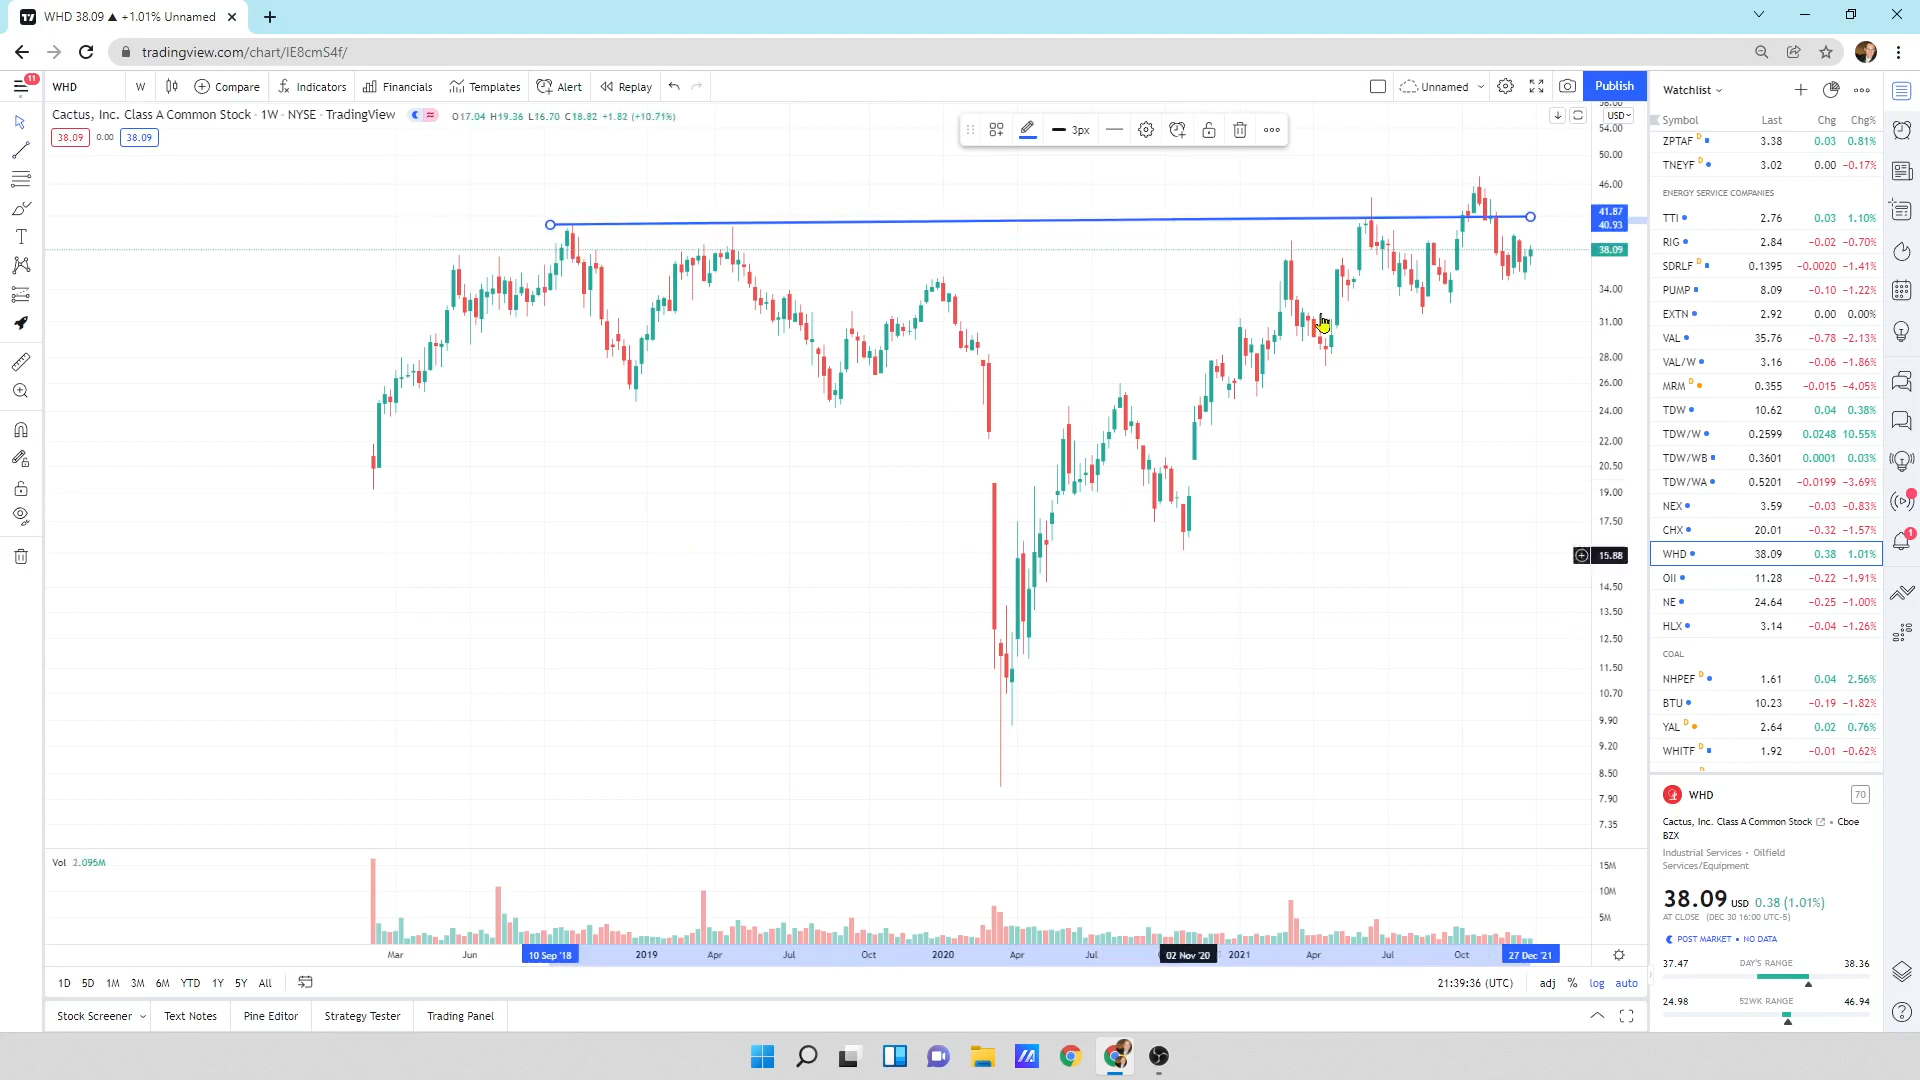 WHD 38.09 ▲ +1.01% Unnamed
tradingview.com/chart/IE8cmS4f/
11
WHD W Compare Indicators Financials Templates Alert Replay Unnamed Publish
Cactus, Inc. Class A Common Stock · 1W · NYSE · TradingView O17.04 H19.36 L16.70 C18.82 +1.82 (+10.71%)
38.09 0.00 38.09
3px
USD
58.00
54.00
50.00
46.00
41.87
40.93
38.09
34.00
31.00
28.00
26.00
24.00
22.00
20.50
19.00
17.50
15.88
14.50
13.50
12.50
11.50
10.70
9.90
9.20
8.50
7.90
7.35
Vol 2.095M
15M
10M
5M
Mar Jun 10 Sep '18 2019 Apr Jul Oct 2020 Apr Jul 02 Nov '20 2021 Apr Jul Oct 27 Dec '21
1D 5D 1M 3M 6M YTD 1Y 5Y All 21:39:36 (UTC) adj % log auto
Stock Screener Text Notes Pine Editor Strategy Tester Trading Panel
Watchlist
Symbol Last Chg Chg%
ZPTAF D 3.38 0.03 0.81%
TNEYF D 3.02 0.00 −0.17%
ENERGY SERVICE COMPANIES
TTI 2.76 0.03 1.10%
RIG 2.84 −0.02 −0.70%
SDRLF D 0.1395 −0.0020 −1.41%
PUMP 8.09 −0.10 −1.22%
EXTN 2.92 0.00 0.00%
VAL 35.76 −0.78 −2.13%
VAL/W 3.16 −0.06 −1.86%
MRM D 0.355 −0.015 −4.05%
TDW 10.62 0.04 0.38%
TDW/W 0.2599 0.0248 10.55%
TDW/WB 0.3601 0.0001 0.03%
TDW/WA 0.5201 −0.0199 −3.69%
NEX 3.59 −0.03 −0.83%
CHX 20.01 −0.32 −1.57%
WHD 38.09 0.38 1.01%
OII 11.28 −0.22 −1.91%
NE 24.64 −0.25 −1.00%
HLX 3.14 −0.04 −1.26%
COAL
NHPEF D 1.61 0.04 2.56%
BTU 10.23 −0.19 −1.82%
YAL D 2.64 0.02 0.76%
WHITF D 1.92 −0.01 −0.62%
D
WHD 70
Cactus, Inc. Class A Common Stock • Cboe
BZX
Industrial Services • Oilfield
Services/Equipment
38.09 USD 0.38 (1.01%)
AT CLOSE (DEC 30 16:00 UTC-5)
POST MARKET • NO DATA
37.47 DAY'S RANGE 38.36
24.98 52WK RANGE 46.94
1